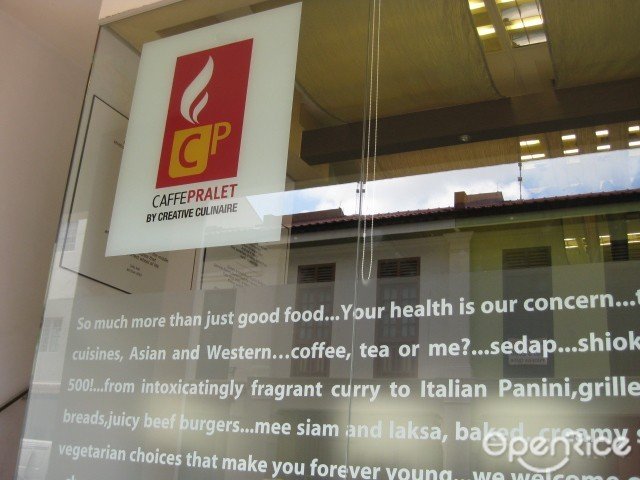 CP
CAFFEPRALET
BY CREATIVE CULINAIRE
So much more than just good food...Your health is our concern...t
cuisines, Asian and Western...coffee, tea or me?...sedap...shiok
500!...from intoxicatingly fragrant curry to Italian Panini,grille
breads,juicy beef burgers...mee siam and laksa, baked, creamy s
vegetarian choices that make you forever young...we welcome
OpenRice.com